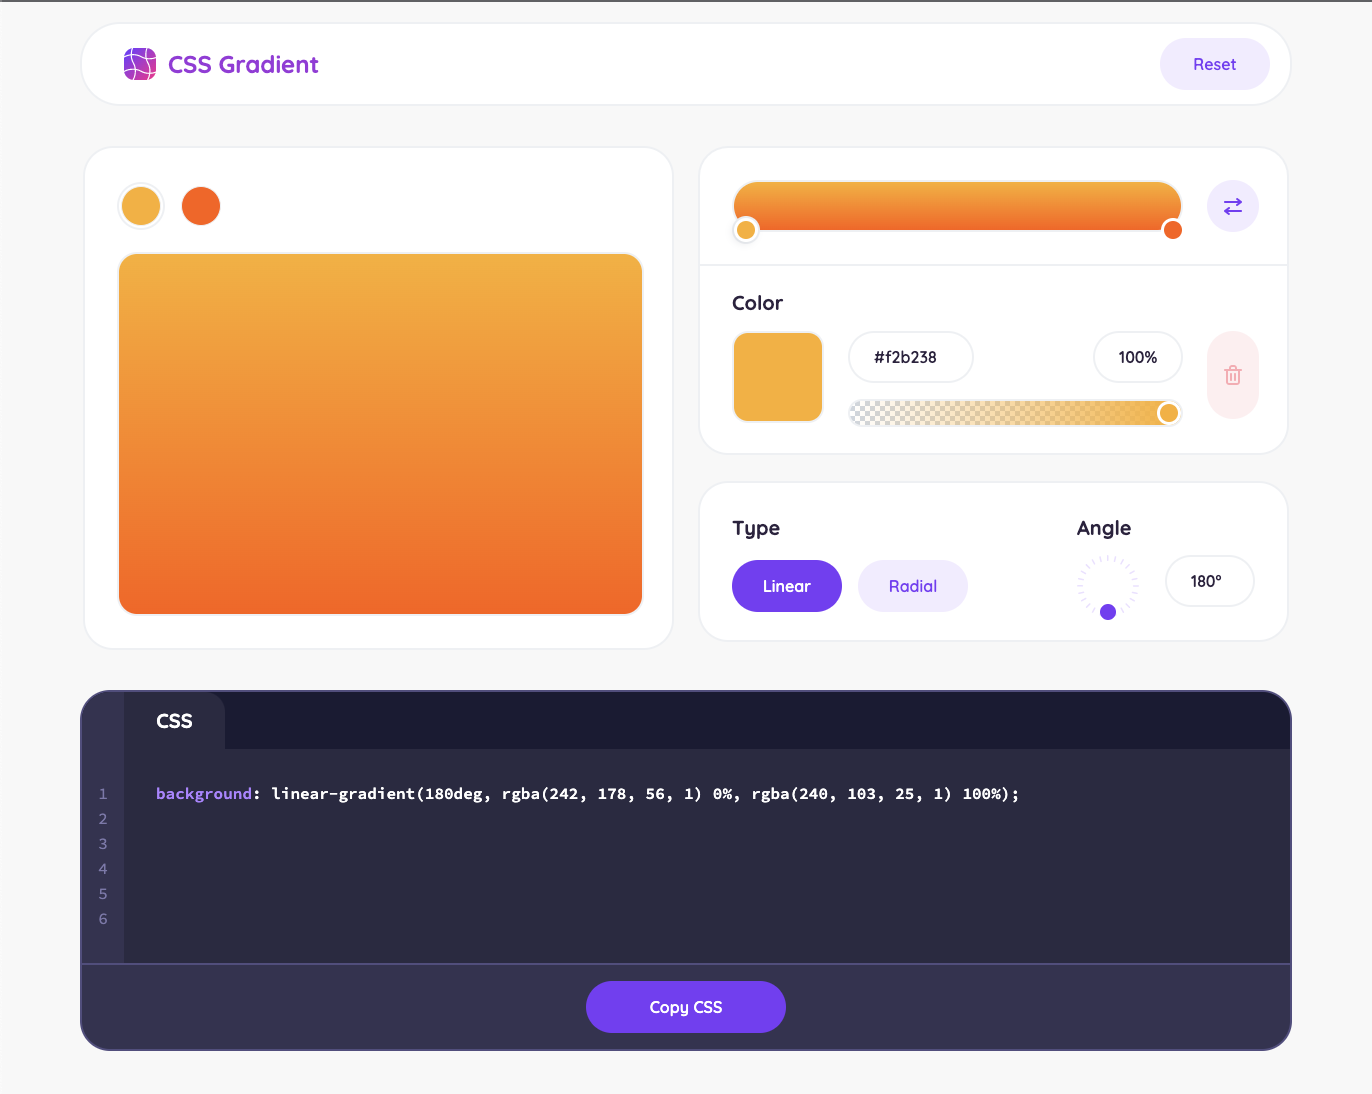 CSS Gradient
Reset
Color
#f2b238
100%
Type
Angle
Linear
Radial
180°
CSS
1 background: linear-gradient(180deg, rgba(242, 178, 56, 1) 0%, rgba(240, 103, 25, 1) 100%);
2
3
4
5
6
Copy CSS